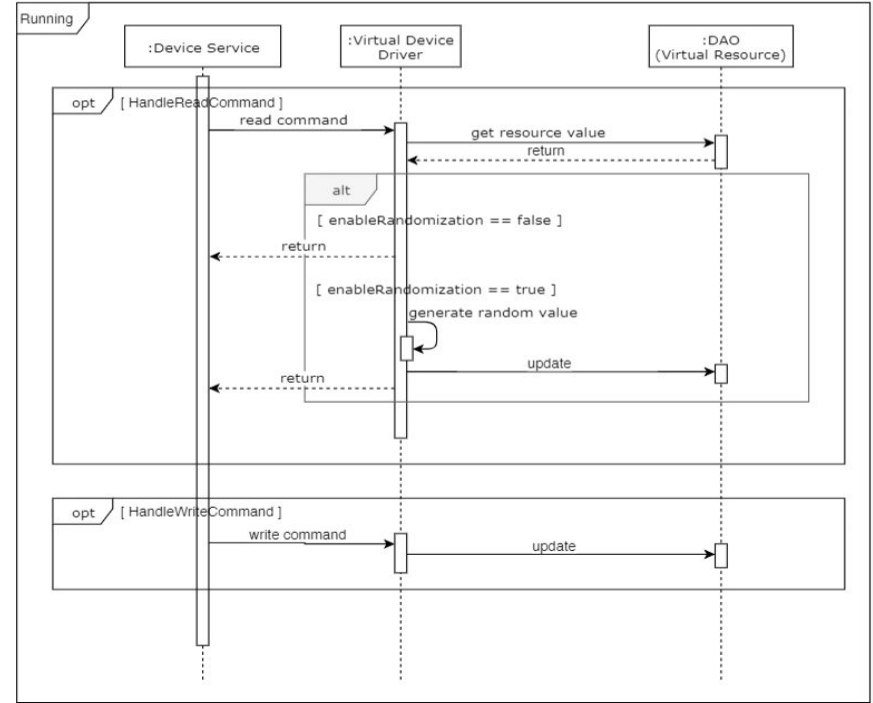 Running
:Device Service
:Virtual Device
Driver
:DAO
(Virtual Resource)
opt
[ HandleReadCommand ]
read command
get resource value
return
alt
[ enableRandomization == false ]
return
[ enableRandomization == true ]
generate random value
update
return
opt
[ HandleWriteCommand ]
write command
update